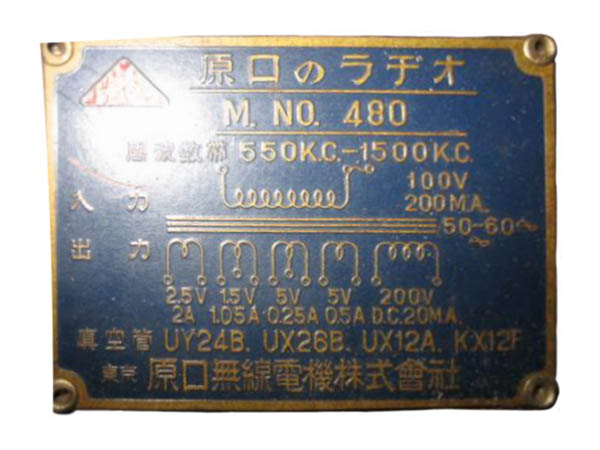 原口のラヂオ
M. NO. 480
周波数帯 550K.C.-1500K.C.
入力 100V
200M.A.
50-60~
出力
2.5V 1.5V 5V 5V 200V
2A 1.05A 0.25A 0.5A D.C.20MA.
真空管 UY24B. UX26B. UX12A. KX12F
東京 原口無線電機株式會社